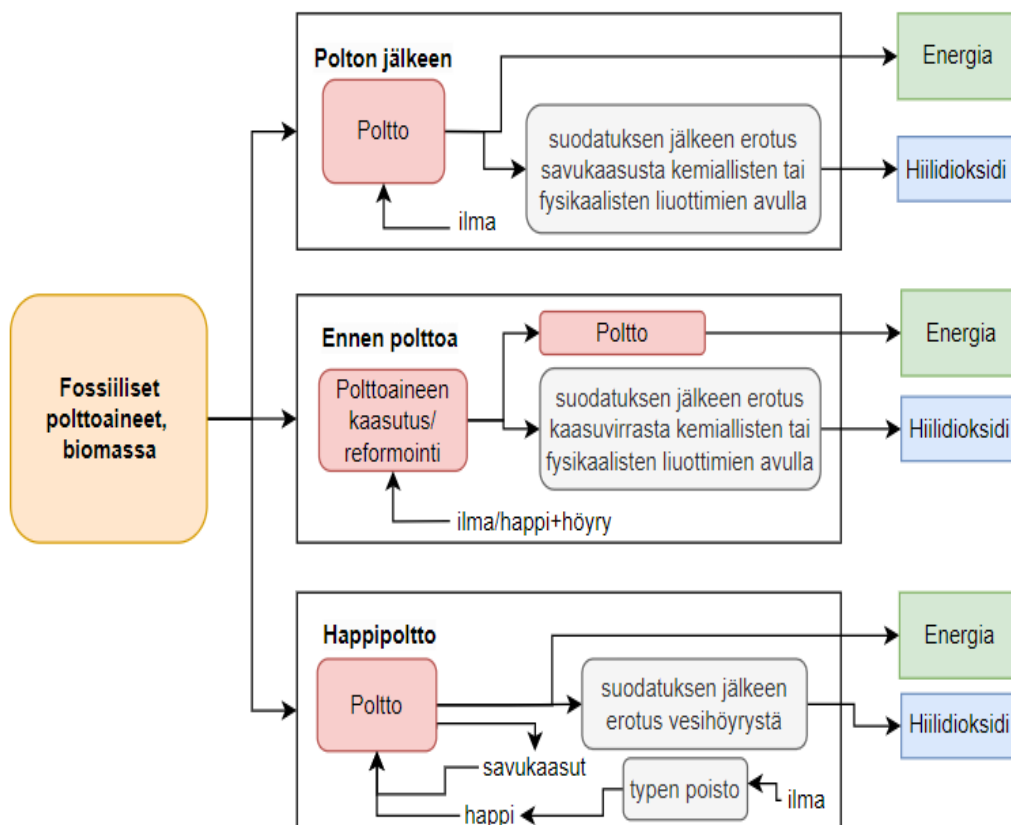 Fossiiliset
polttoaineet,
biomassa
Polton jälkeen
Poltto
ilma
suodatuksen jälkeen erotus
savukaasusta kemiallisten tai
fysikaalisten liuottimien avulla
Energia
Hiilidioksidi
Ennen polttoa
Polttoaineen
kaasutus/
reformointi
ilma/happi+höyry
Poltto
suodatuksen jälkeen erotus
kaasuvirrasta kemiallisten tai
fysikaalisten liuottimien avulla
Energia
Hiilidioksidi
Happipoltto
Poltto
savukaasut
happi
suodatuksen jälkeen
erotus vesihöyrystä
typen poisto
ilma
Energia
Hiilidioksidi